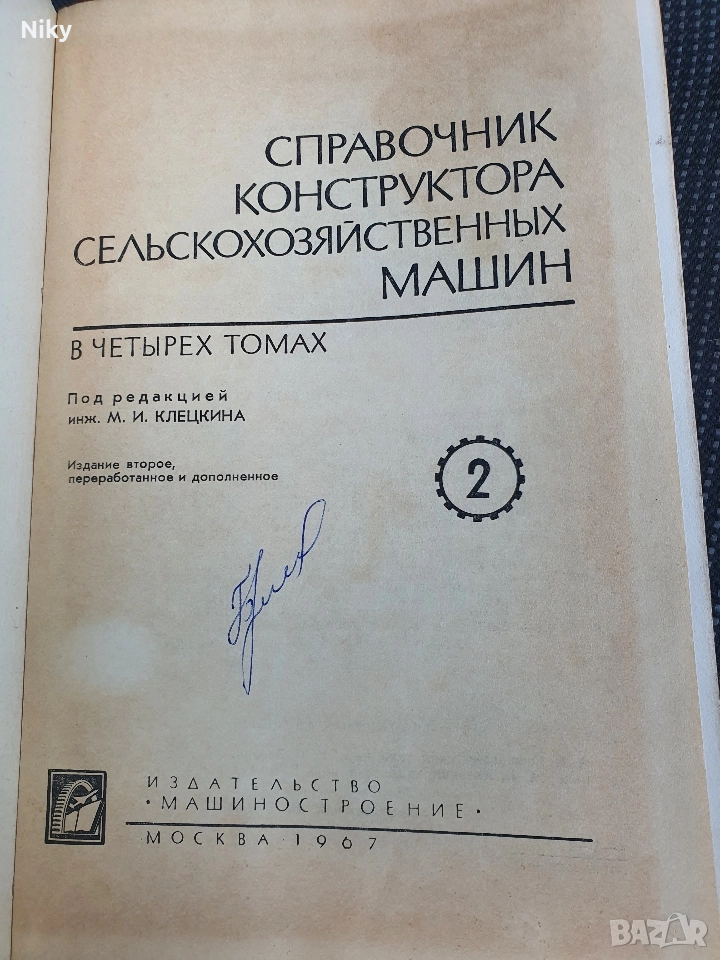 Niky
СПРАВОЧНИК
КОНСТРУКТОРА
СЕЛЬСКОХОЗЯЙСТВЕННЫХ
МАШИН
В ЧЕТЫРЕХ ТОМАХ
Под редакцией
инж. М. И. КЛЕЦКИНА
Издание второе,
переработанное и дополненное
2
ИЗДАТЕЛЬСТВО
•МАШИНОСТРОЕНИЕ•
МОСКВА 1967
BAZAR